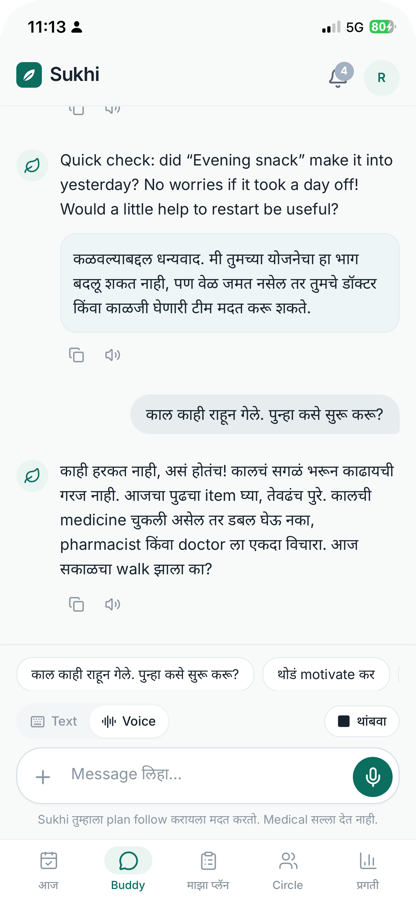 11:13
5G
80
Sukhi
4
R
Quick check: did “Evening snack” make it into
yesterday? No worries if it took a day off!
Would a little help to restart be useful?
कळवल्याबद्दल धन्यवाद. मी तुमच्या योजनेचा हा भाग
बदलू शकत नाही, पण वेळ जमत नसेल तर तुमचे डॉक्टर
किंवा काळजी घेणारी टीम मदत करू शकते.
काल काही राहून गेले. पुन्हा कसे सुरू करू?
काही हरकत नाही, असं होतंच! कालचं सगळं भरून काढायची
गरज नाही. आजचा पुढचा item घ्या, तेवढंच पुरे. कालची
medicine चुकली असेल तर डबल घेऊ नका,
pharmacist किंवा doctor ला एकदा विचारा. आज
सकाळचा walk झाला का?
काल काही राहून गेले. पुन्हा कसे सुरू करू?
थोडं motivate कर
Text
Voice
थांबवा
Message लिहा...
Sukhi तुम्हाला plan follow करायला मदत करतो. Medical सल्ला देत नाही.
आज
Buddy
माझा प्लॅन
Circle
प्रगती